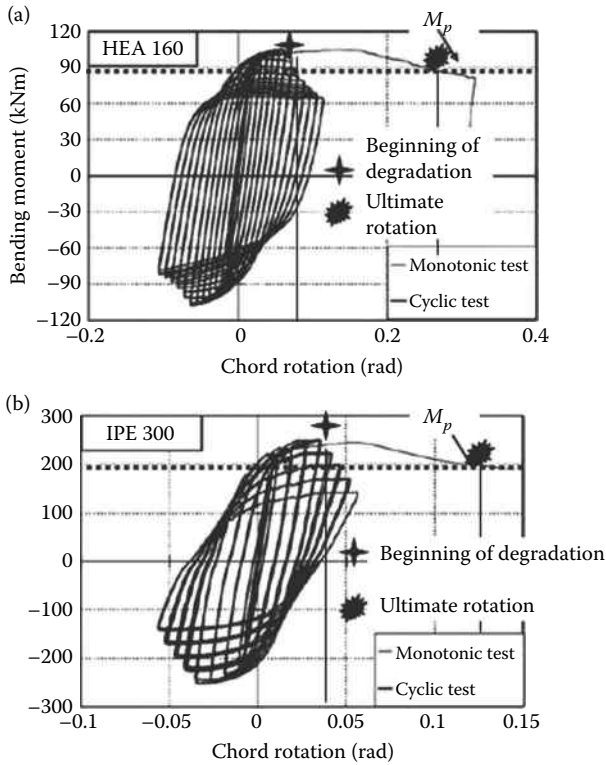 (a)
120
90
60
30
0
−30
−60
−90
−120
Bending moment (kNm)
HEA 160
M_p
Beginning of
degradation
Ultimate
rotation
Monotonic test
Cyclic test
−0.2
0
0.2
0.4
Chord rotation (rad)
(b)
300
200
100
0
−100
−200
−300
IPE 300
M_p
Beginning of degradation
Ultimate rotation
Monotonic test
Cyclic test
−0.1
−0.05
0
0.05
0.1
0.15
Chord rotation (rad)